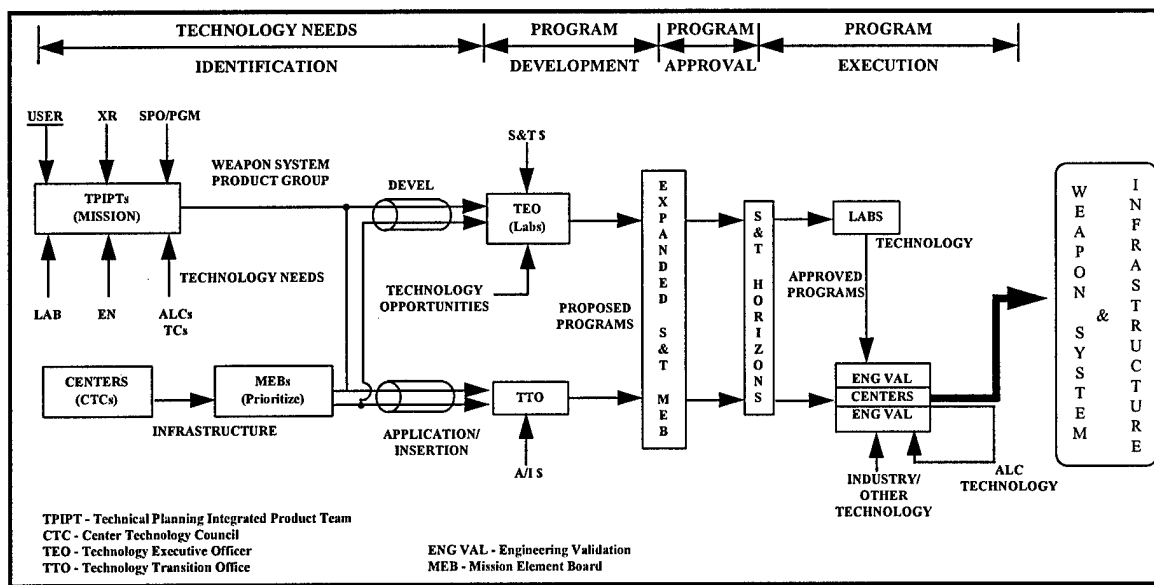 TECHNOLOGY NEEDS
IDENTIFICATION
PROGRAM
DEVELOPMENT
PROGRAM
APPROVAL
PROGRAM
EXECUTION
USER
XR
SPO/PGM
TPIPTs
(MISSION)
LAB
EN
ALCs
TCs
TECHNOLOGY NEEDS
WEAPON SYSTEM
PRODUCT GROUP
DEVEL
S&T $
TEO
(Labs)
TECHNOLOGY
OPPORTUNITIES
CENTERS
(CTCs)
INFRASTRUCTURE
MEBs
(Prioritize)
APPLICATION/
INSERTION
TTO
A/I $
PROPOSED
PROGRAMS
EXPANDED S&T MEB
S&T HORIZONS
LABS
TECHNOLOGY
APPROVED
PROGRAMS
ENG VAL
CENTERS
ENG VAL
INDUSTRY/
OTHER
TECHNOLOGY
ALC
TECHNOLOGY
WEAPON SYSTEM
&
INFRASTRUCTURE
TPIPT - Technical Planning Integrated Product Team
CTC - Center Technology Council
TEO - Technology Executive Officer
TTO - Technology Transition Office
ENG VAL - Engineering Validation
MEB - Mission Element Board